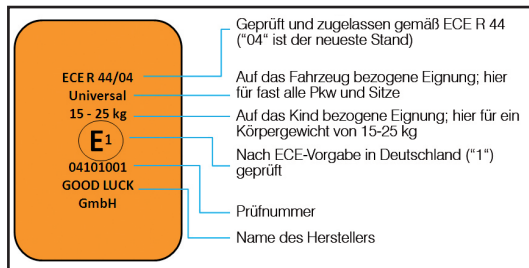 ECE R 44/04
Universal
15 - 25 kg
E1
04101001
GOOD LUCK
GmbH
Geprüft und zugelassen gemäß ECE R 44
("04" ist der neueste Stand)
Auf das Fahrzeug bezogene Eignung; hier
für fast alle Pkw und Sitze
Auf das Kind bezogene Eignung; hier für ein
Körpergewicht von 15-25 kg
Nach ECE-Vorgabe in Deutschland ("1")
geprüft
Prüfnummer
Name des Herstellers